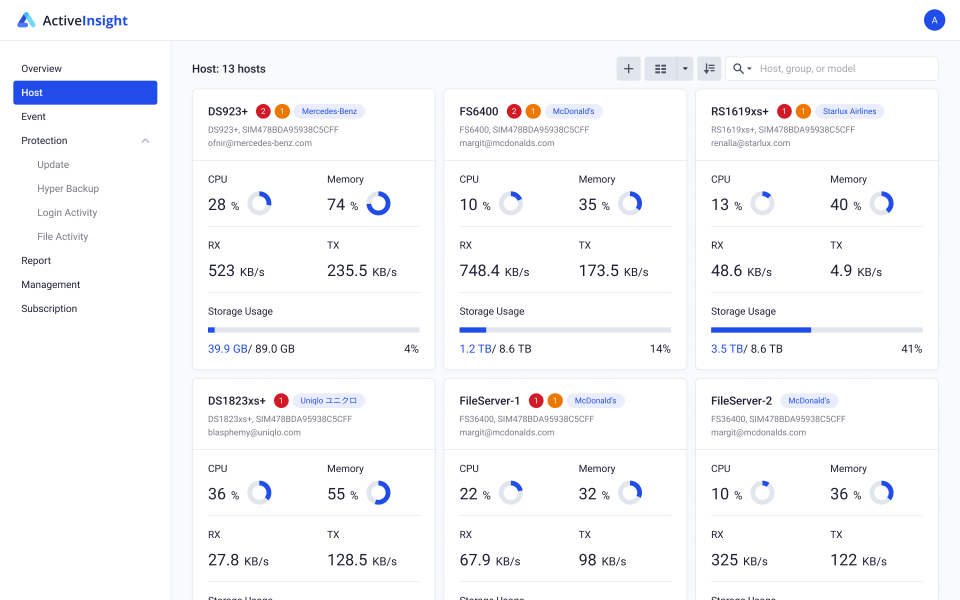 ActiveInsight
A
Overview
Host
Event
Protection
Update
Hyper Backup
Login Activity
File Activity
Report
Management
Subscription
Host: 13 hosts
Host, group, or model
DS923+ 2 1 Mercedes-Benz
DS923+, SIM478BDA95938C5CFF
ofnir@mercedes-benz.com
CPU Memory
28 % 74 %
RX TX
523 KB/s 235.5 KB/s
Storage Usage
39.9 GB/ 89.0 GB 4%
FS6400 2 1 McDonald's
FS6400, SIM478BDA95938C5CFF
margit@mcdonalds.com
CPU Memory
10 % 35 %
RX TX
748.4 KB/s 173.5 KB/s
Storage Usage
1.2 TB/ 8.6 TB 14%
RS1619xs+ 1 1 Starlux Airlines
RS1619xs+, SIM478BDA95938C5CFF
renalla@starlux.com
CPU Memory
13 % 40 %
RX TX
48.6 KB/s 4.9 KB/s
Storage Usage
3.5 TB/ 8.6 TB 41%
DS1823xs+ 1 Uniqlo ユニクロ
DS1823xs+, SIM478BDA95938C5CFF
blasphemy@uniqlo.com
CPU Memory
36 % 55 %
RX TX
27.8 KB/s 128.5 KB/s
Storage Usage
FileServer-1 1 1 McDonald's
FS36400, SIM478BDA95938C5CFF
margit@mcdonalds.com
CPU Memory
22 % 32 %
RX TX
67.9 KB/s 98 KB/s
Storage Usage
FileServer-2 McDonald's
FS36400, SIM478BDA95938C5CFF
margit@mcdonalds.com
CPU Memory
10 % 36 %
RX TX
325 KB/s 122 KB/s
Storage Usage